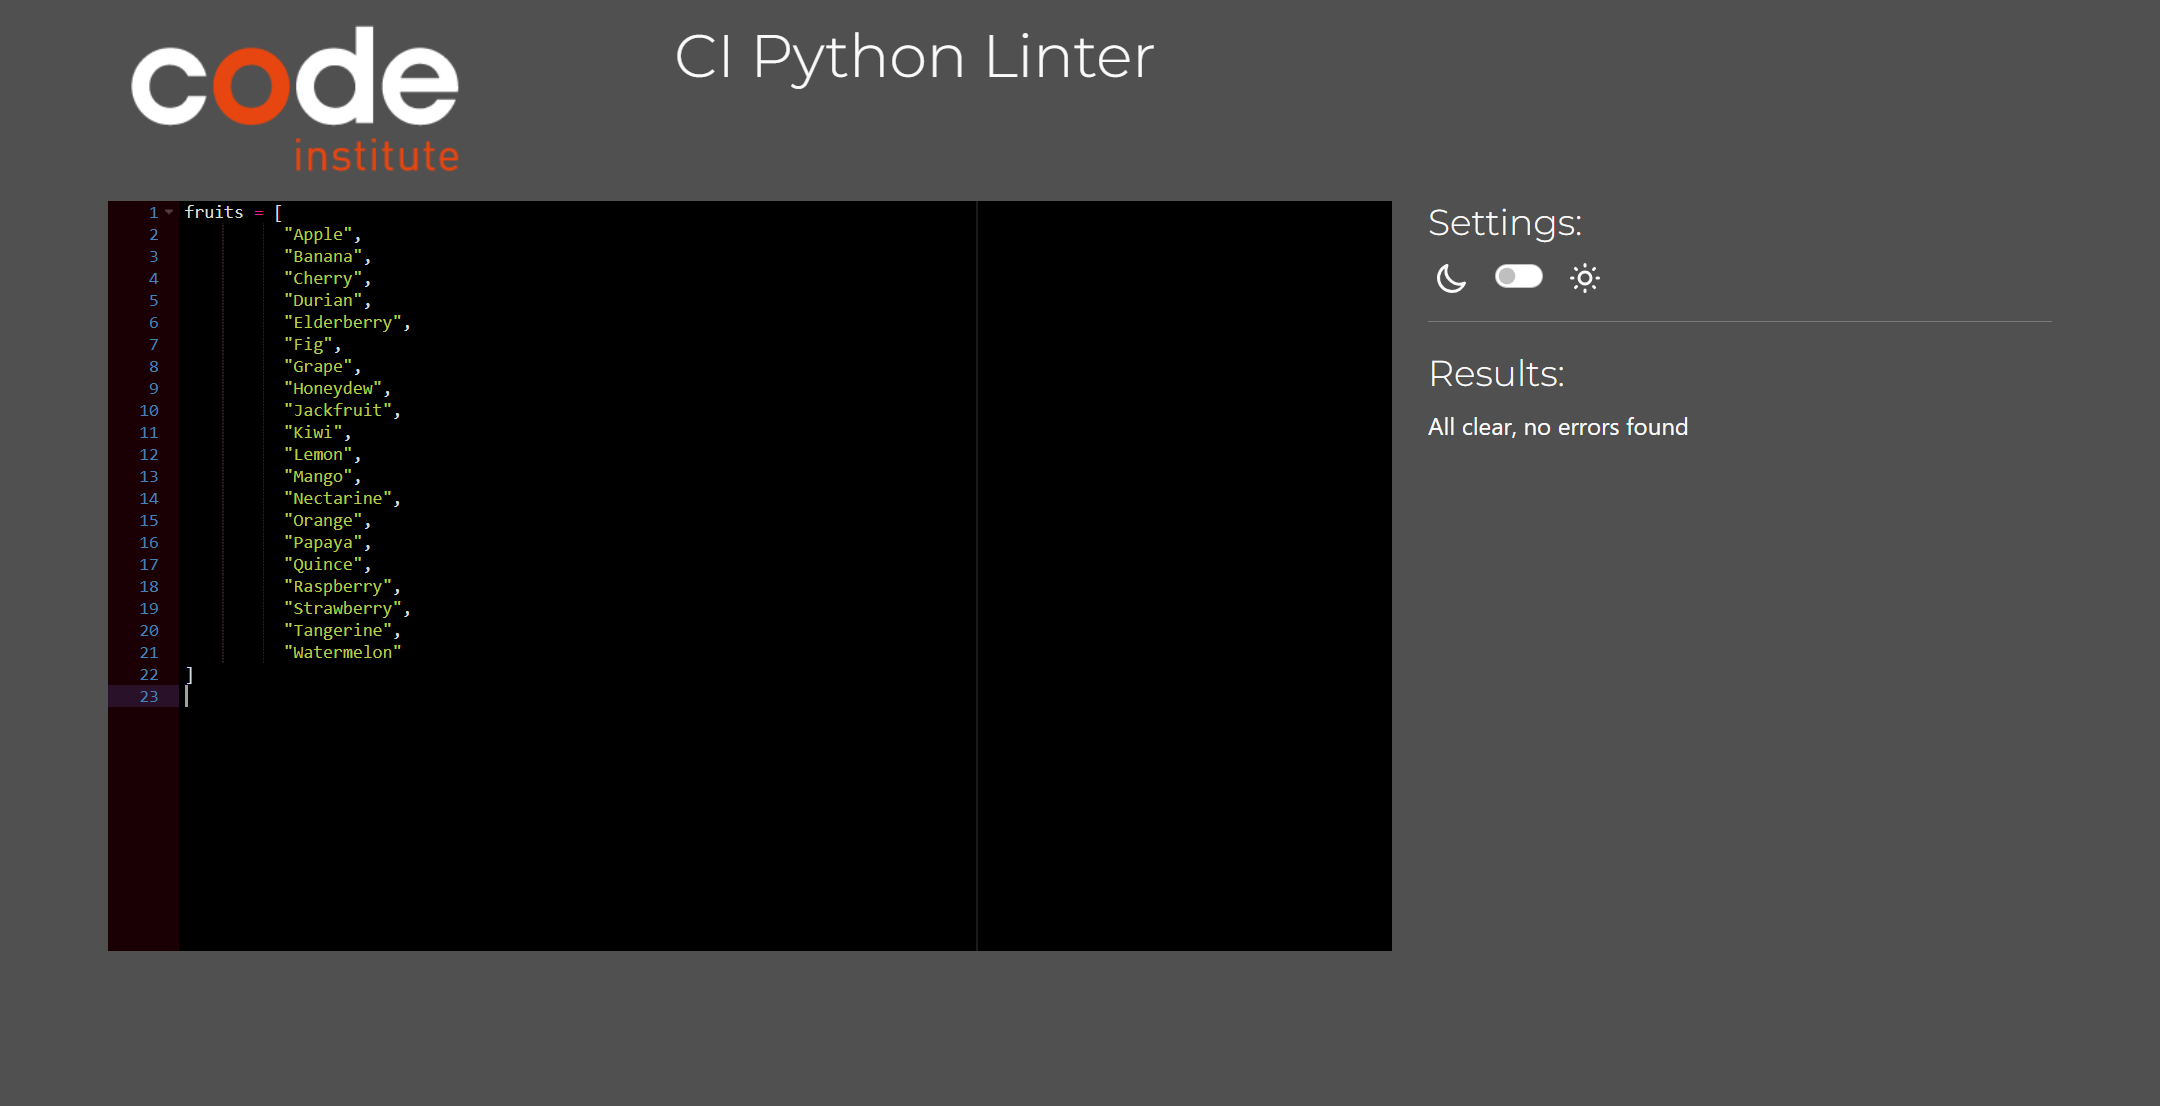 code
institute
CI Python Linter
1 fruits = [
2 "Apple",
3 "Banana",
4 "Cherry",
5 "Durian",
6 "Elderberry",
7 "Fig",
8 "Grape",
9 "Honeydew",
10 "Jackfruit",
11 "Kiwi",
12 "Lemon",
13 "Mango",
14 "Nectarine",
15 "Orange",
16 "Papaya",
17 "Quince",
18 "Raspberry",
19 "Strawberry",
20 "Tangerine",
21 "Watermelon"
22 ]
23
Settings:
Results:
All clear, no errors found